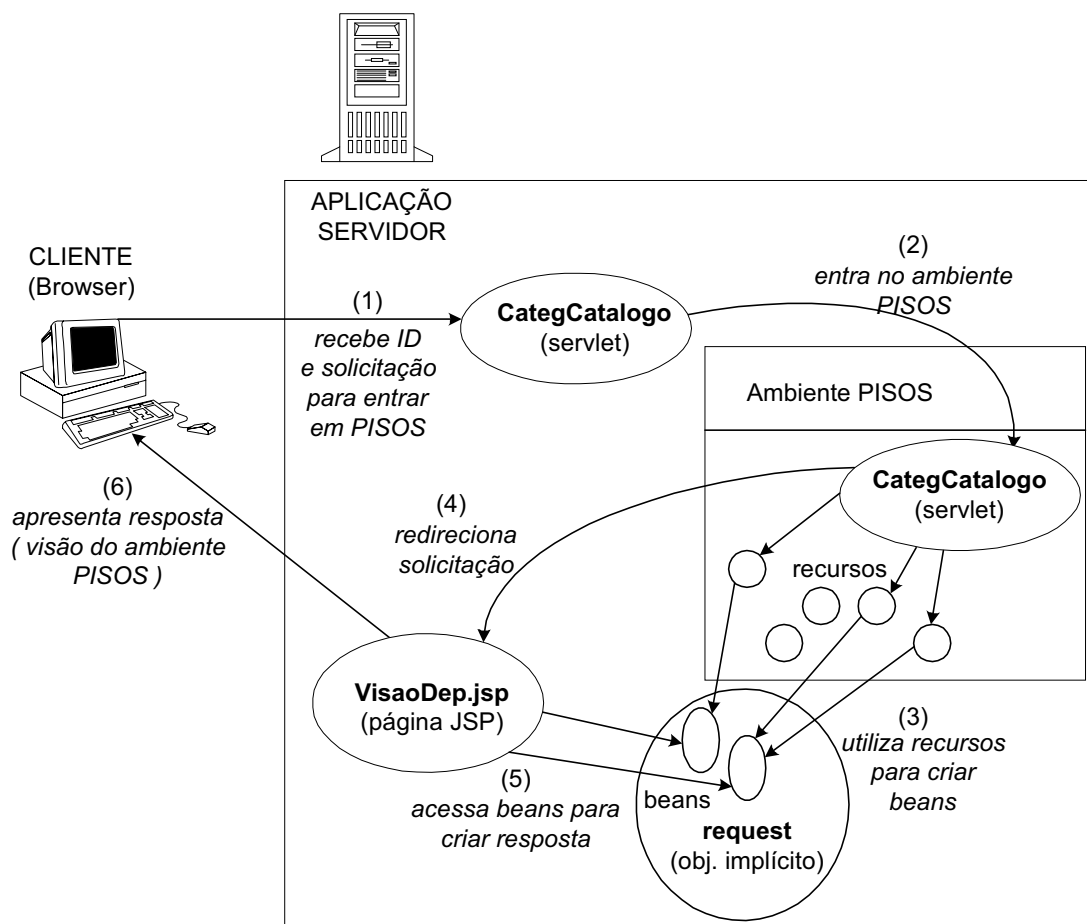 APLICAÇÃO
SERVIDOR
CLIENTE
(Browser)
(1)
recebe ID
e solicitação
para entrar
em PISOS
CategCatalogo
(servlet)
(2)
entra no ambiente
PISOS
Ambiente PISOS
CategCatalogo
(servlet)
recursos
(3)
utiliza recursos
para criar
beans
(4)
redireciona
solicitação
VisaoDep.jsp
(página JSP)
(5)
acessa beans para
criar resposta
beans
request
(obj. implícito)
(6)
apresenta resposta
( visão do ambiente
PISOS )